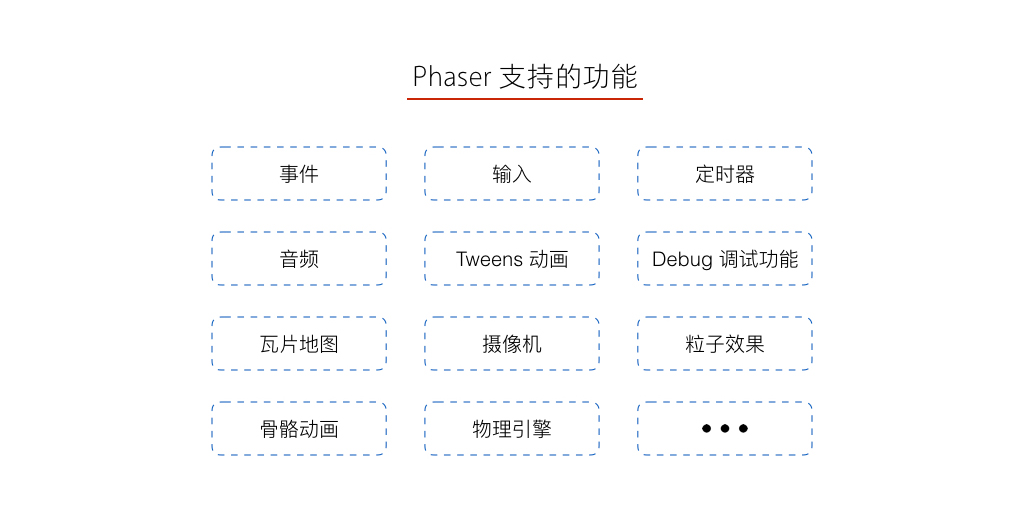 Phaser 支持的功能
事件
输入
定时器
音频
Tweens 动画
Debug 调试功能
瓦片地图
摄像机
粒子效果
骨骼动画
物理引擎
•••